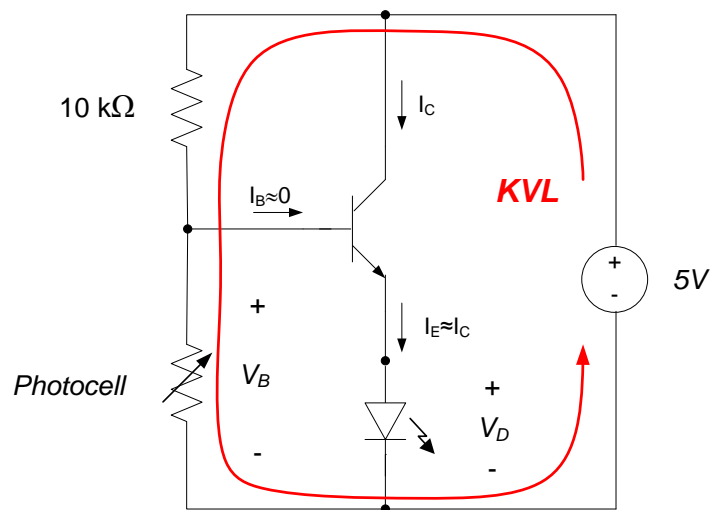 10 kΩ
I_C
I_B≈0
KVL
+
-
5V
+
I_E≈I_C
Photocell
V_B
+
V_D
-
-